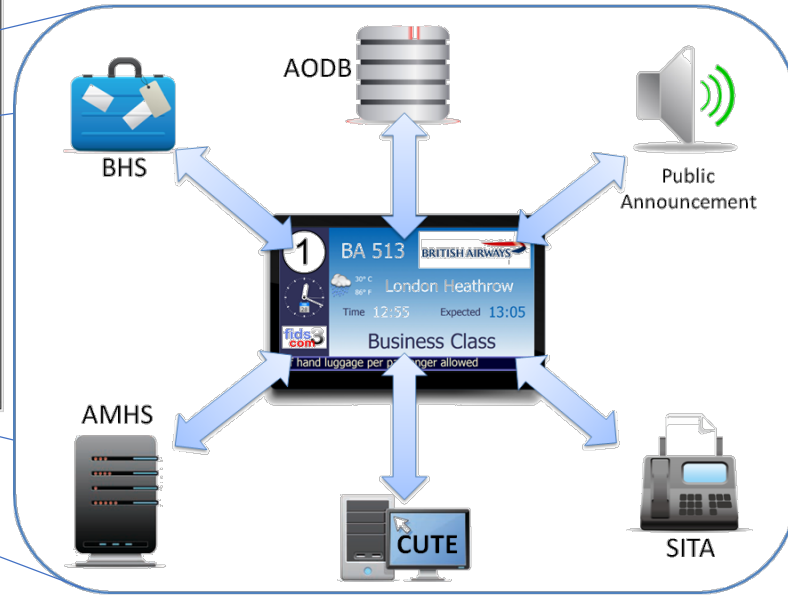 AODB
BHS
Public
Announcement
1
BA 513
BRITISH AIRWAYS
30° C
86° F
London Heathrow
Time 12:55 Expected 13:05
fids3
com
Business Class
hand luggage per passenger allowed
AMHS
CUTE
SITA